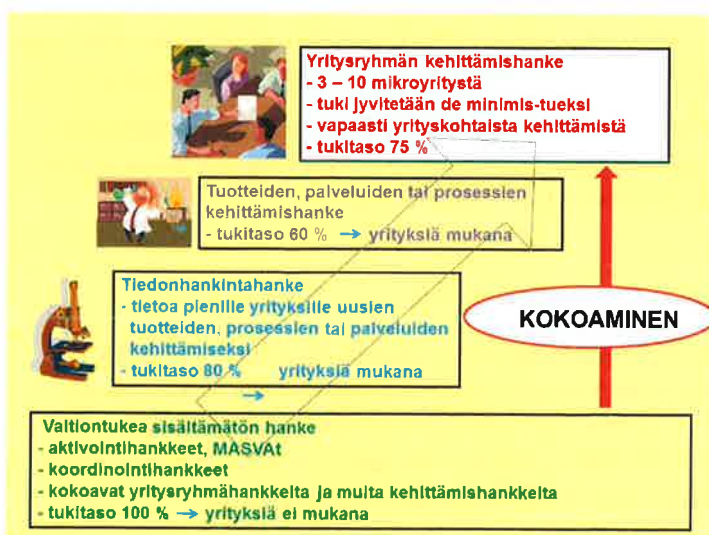 Yritysryhmän kehittämishanke
- 3 – 10 mikroyritystä
- tuki jyvitetään de minimis-tueksi
- vapaasti yrityskohtaista kehittämistä
- tukitaso 75 %
Tuotteiden, palveluiden tai prosessien
kehittämishanke
- tukitaso 60 % → yrityksiä mukana
Tiedonhankintahanke
- tietoa pienille yrityksille uusien
tuotteiden, prosessien tai palveluiden
kehittämiseksi
- tukitaso 80 % yrityksiä mukana
→
KOKOAMINEN
Valtiontukea sisältämätön hanke
- aktivointihankkeet, MASVAt
- koordinointihankkeet
- kokoavat yritysryhmähankkeita ja muita kehittämishankkeita
- tukitaso 100 % → yrityksiä ei mukana